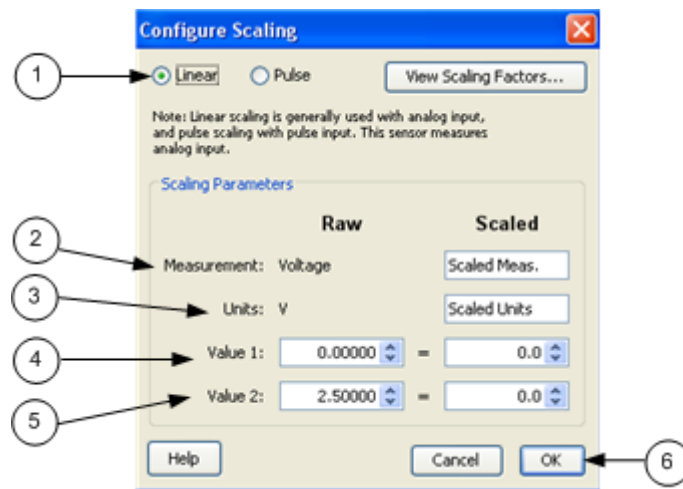 Configure Scaling
1
Linear
Pulse
View Scaling Factors...
Note: Linear scaling is generally used with analog input,
and pulse scaling with pulse input. This sensor measures
analog input.
Scaling Parameters
Raw
Scaled
2
Measurement:
Voltage
Scaled Meas.
3
Units:
V
Scaled Units
4
Value 1:
0.00000
=
0.0
5
Value 2:
2.50000
=
0.0
Help
Cancel
OK
6